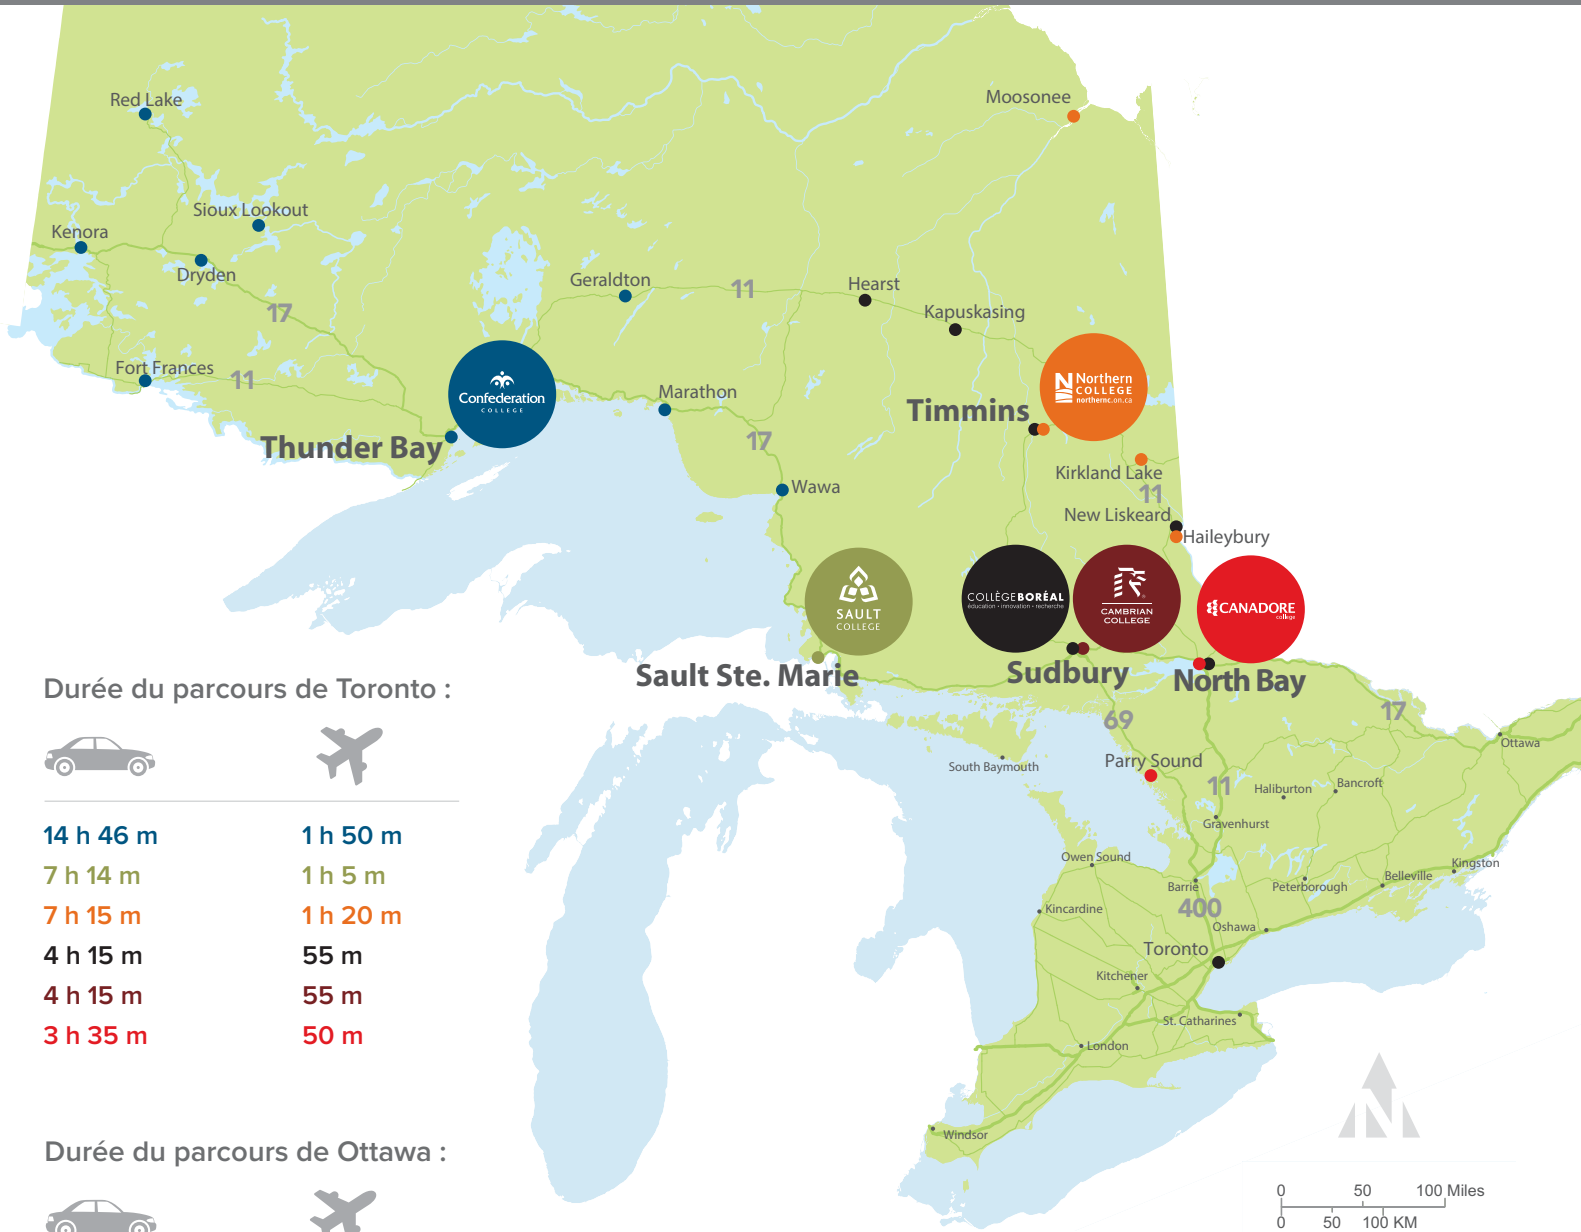 Red Lake
Moosonee
Sioux Lookout
Kenora
Dryden
17
Geraldton
11
Hearst
Kapuskasing
Fort Frances
11
Confederation
COLLEGE
Marathon
Northern
COLLEGE
northernc.on.ca
Timmins
Thunder Bay
17
Kirkland Lake
11
Wawa
New Liskeard
Haileybury
SAULT
COLLEGE
COLLÈGEBORÉAL
éducation • innovation • recherche
CAMBRIAN
COLLEGE
CANADORE
college
Sault Ste. Marie
Sudbury
North Bay
69
17
Ottawa
South Baymouth
Parry Sound
11
Haliburton
Bancroft
Gravenhurst
Owen Sound
Kingston
Barrie
Peterborough
Belleville
Kincardine
400
Oshawa
Toronto
Kitchener
St. Catharines
London
Windsor
Durée du parcours de Toronto :
14 h 46 m 1 h 50 m
7 h 14 m 1 h 5 m
7 h 15 m 1 h 20 m
4 h 15 m 55 m
4 h 15 m 55 m
3 h 35 m 50 m
Durée du parcours de Ottawa :
N
0 50 100 Miles
0 50 100 KM